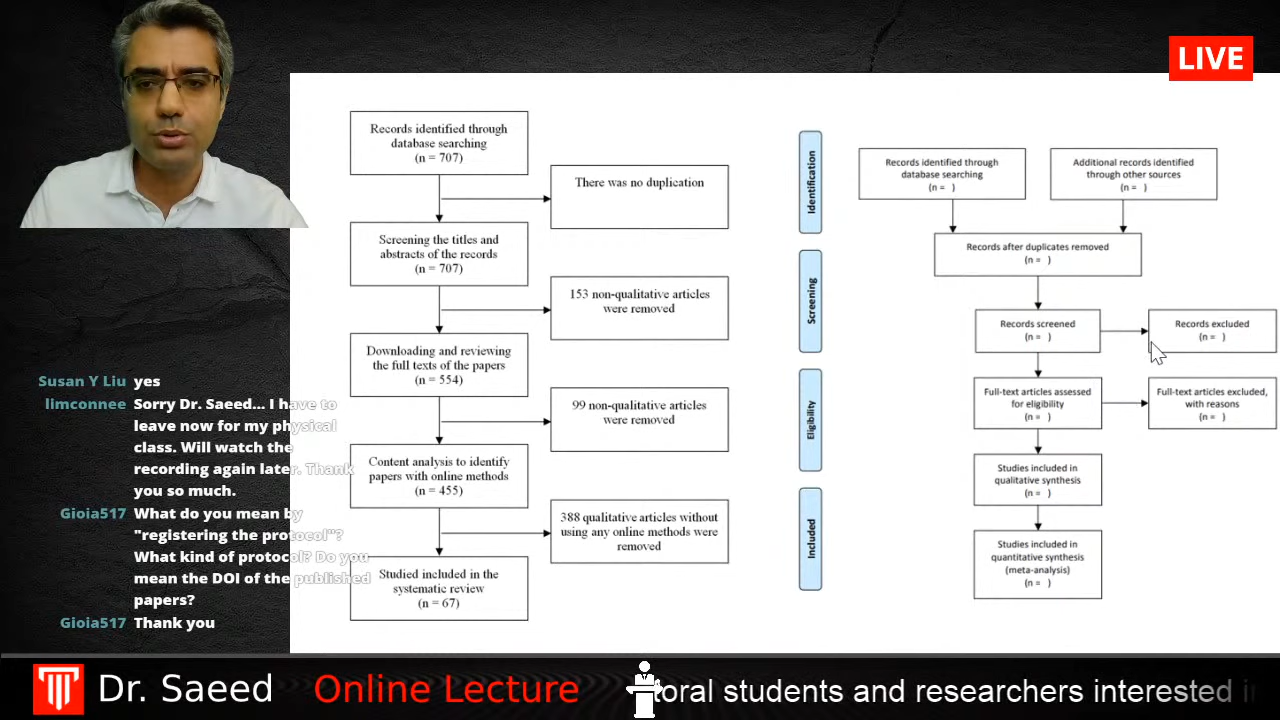 LIVE
Records identified through
database searching
(n = 707)
There was no duplication
Screening the titles and
abstracts of the records
(n = 707)
153 non-qualitative articles
were removed
Downloading and reviewing
the full texts of the papers
(n = 554)
99 non-qualitative articles
were removed
Content analysis to identify
papers with online methods
(n = 455)
388 qualitative articles without
using any online methods were
removed
Studied included in the
systematic review
(n = 67)
Identification
Screening
Eligibility
Included
Records identified through
database searching
(n = )
Additional records identified
through other sources
(n = )
Records after duplicates removed
(n = )
Records screened
(n = )
Records excluded
(n = )
Full-text articles assessed
for eligibility
(n = )
Full-text articles excluded,
with reasons
(n = )
Studies included in
qualitative synthesis
(n = )
Studies included in
quantitative synthesis
(meta-analysis)
(n = )
Susan Y Liu yes
limconnee Sorry Dr. Saeed... I have to
leave now for my physical
class. Will watch the
recording again later. Thank
you so much.
Gioia517 What do you mean by
"registering the protocol"?
What kind of protocol? Do you
mean the DOI of the published
papers?
Gioia517 Thank you
Dr. Saeed Online Lecture toral students and researchers interested